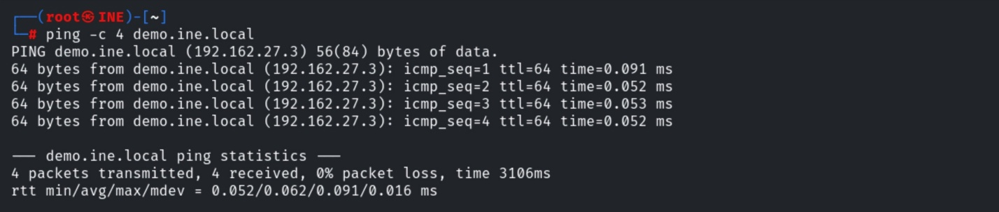 ┌──(root㉿INE)-[~]
└─# ping -c 4 demo.ine.local
PING demo.ine.local (192.162.27.3) 56(84) bytes of data.
64 bytes from demo.ine.local (192.162.27.3): icmp_seq=1 ttl=64 time=0.091 ms
64 bytes from demo.ine.local (192.162.27.3): icmp_seq=2 ttl=64 time=0.052 ms
64 bytes from demo.ine.local (192.162.27.3): icmp_seq=3 ttl=64 time=0.053 ms
64 bytes from demo.ine.local (192.162.27.3): icmp_seq=4 ttl=64 time=0.052 ms

--- demo.ine.local ping statistics ---
4 packets transmitted, 4 received, 0% packet loss, time 3106ms
rtt min/avg/max/mdev = 0.052/0.062/0.091/0.016 ms